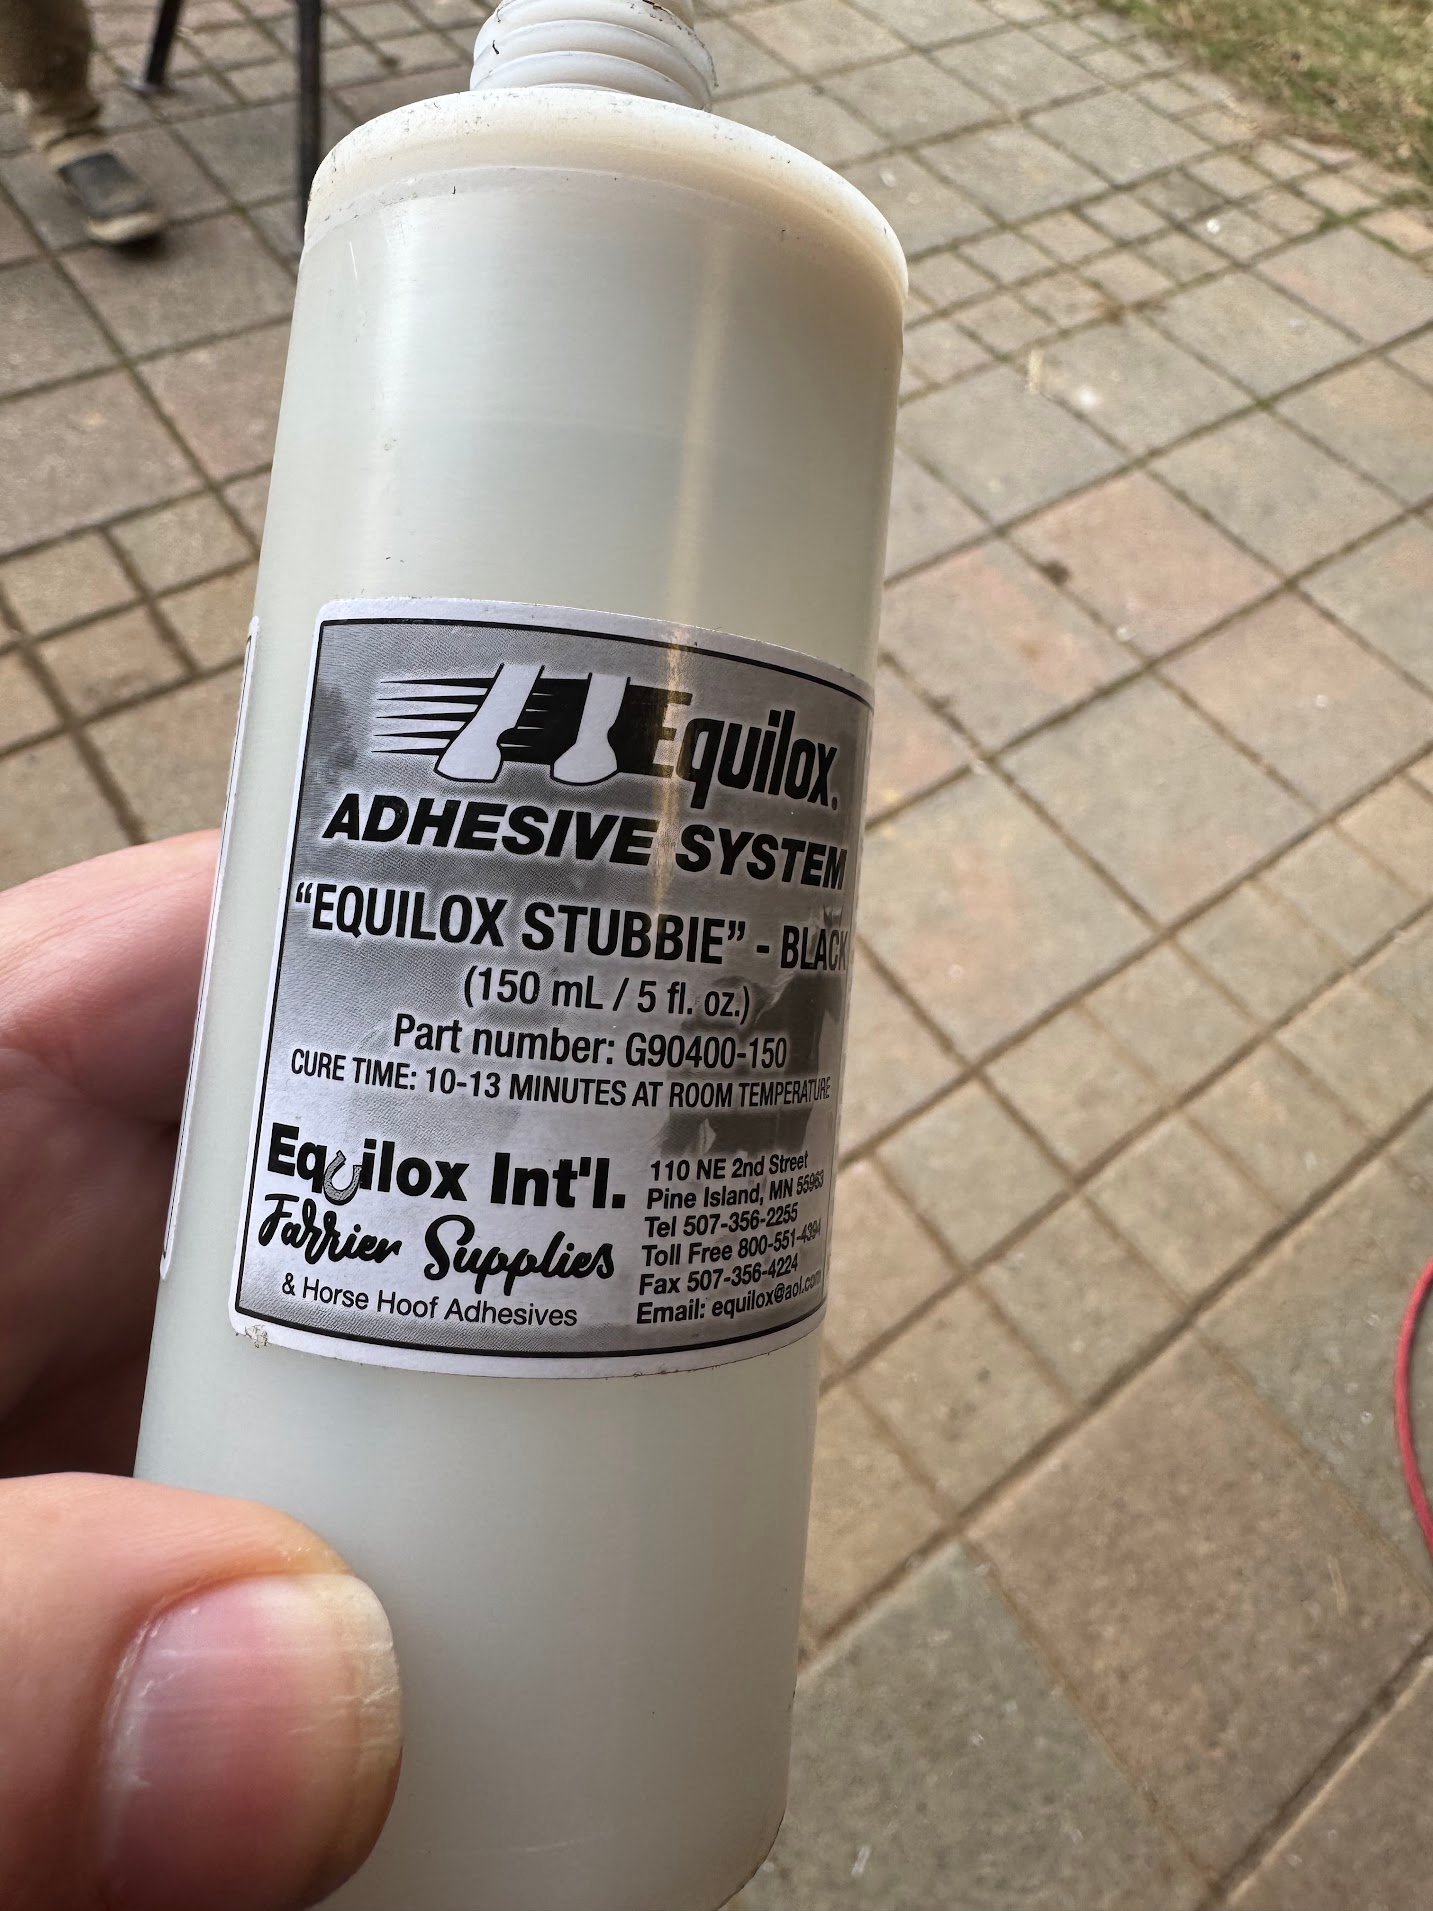 Equilox.
ADHESIVE SYSTEM
“EQUILOX STUBBIE” - BLACK
(150 mL / 5 fl. oz.)
Part number: G90400-150
CURE TIME: 10-13 MINUTES AT ROOM TEMPERATURE
Equilox Int'l.
Farrier Supplies
& Horse Hoof Adhesives
110 NE 2nd Street
Pine Island, MN 55963
Tel 507-356-2255
Toll Free 800-551-4394
Fax 507-356-4224
Email: equilox@aol.com